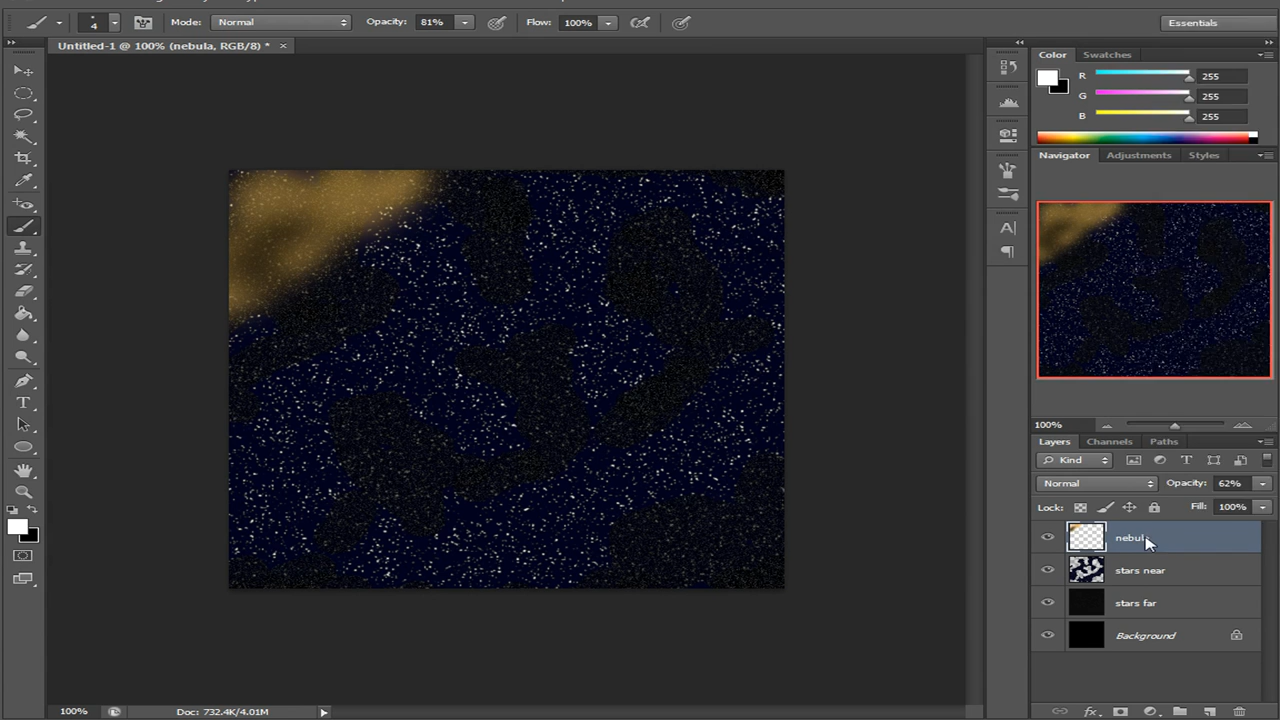 4 Mode: Normal Opacity: 81% Flow: 100% Essentials
Untitled-1 @ 100% (nebula, RGB/8) * ×
Color Swatches
R 255
G 255
B 255
Navigator Adjustments Styles
100%
Layers Channels Paths
Kind
Normal Opacity: 62%
Lock: Fill: 100%
nebula
stars near
stars far
Background
100% Doc: 732.4K/4.01M